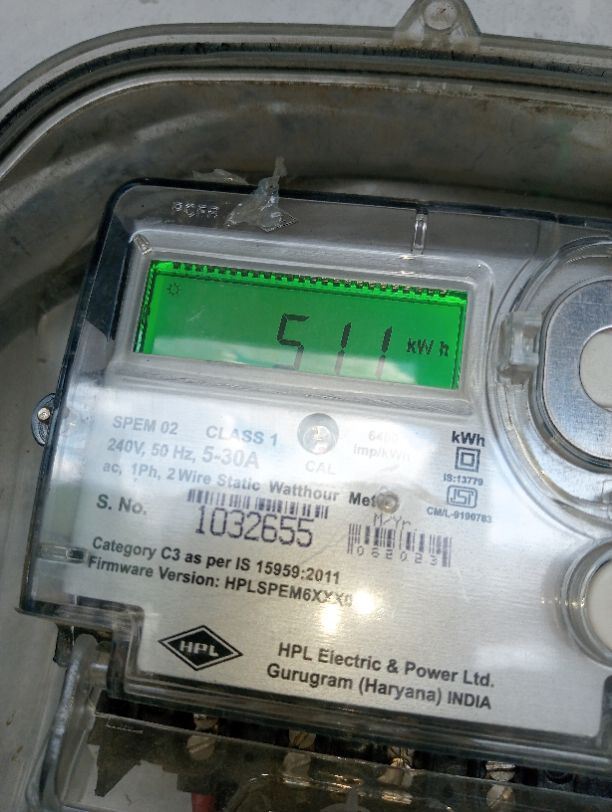 511 kWh
SPEM 02 CLASS 1
240V, 50 Hz, 5-30A
ac, 1Ph, 2 Wire Static Watthour
CAL
imp/kWh
kWh
IS:13779
CM/L-9190783
S. No. 1032655
M/Yr.
062023
Category C3 as per IS 15959:2011
Firmware Version:
HPL
HPL Electric & Power Ltd.
Gurugram (Haryana) INDIA